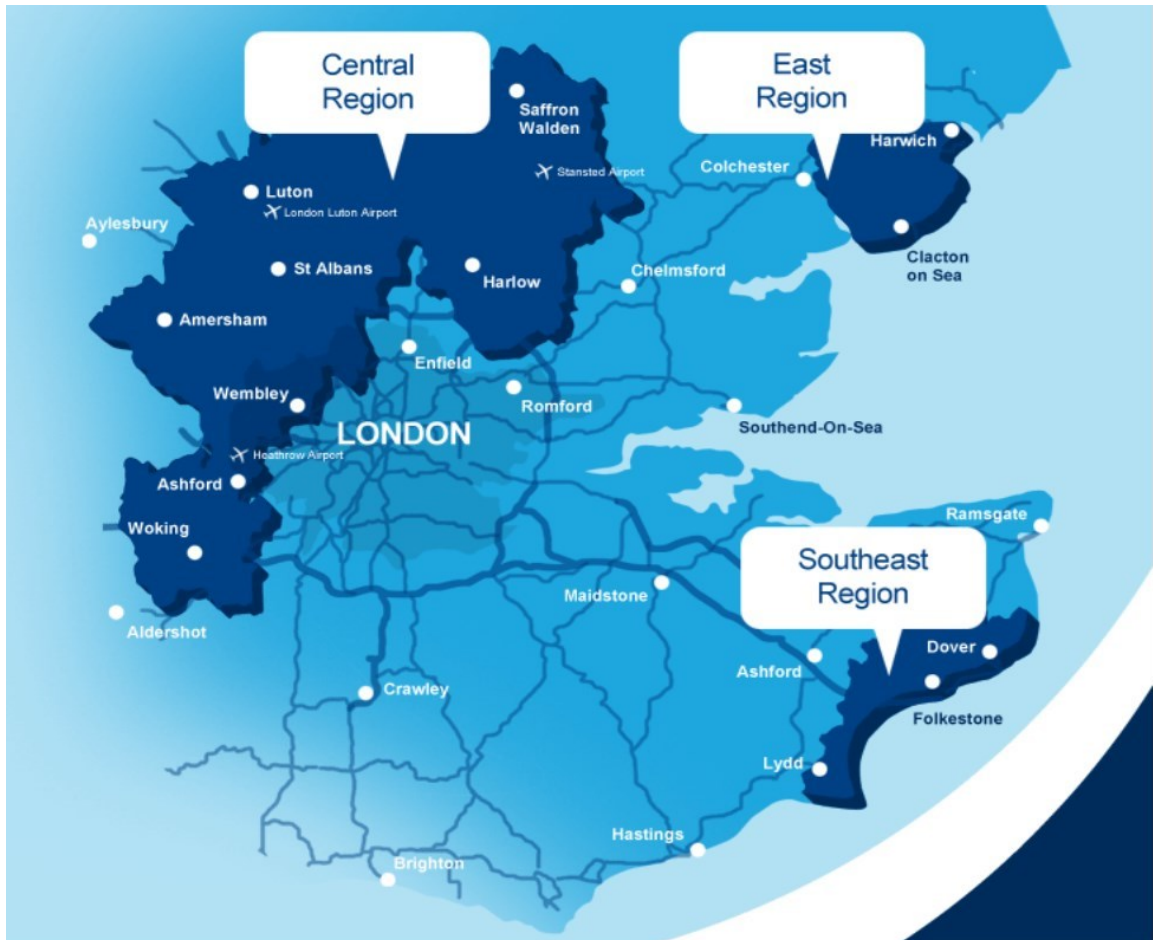 Central
Region
East
Region
Saffron
Walden
Harwich
Colchester
Stansted Airport
Luton
London Luton Airport
Aylesbury
Clacton
on Sea
St Albans
Harlow
Chelmsford
Amersham
Enfield
Wembley
Romford
Southend-On-Sea
LONDON
Heathrow Airport
Ashford
Woking
Ramsgate
Southeast
Region
Maidstone
Aldershot
Dover
Ashford
Crawley
Folkestone
Lydd
Hastings
Brighton